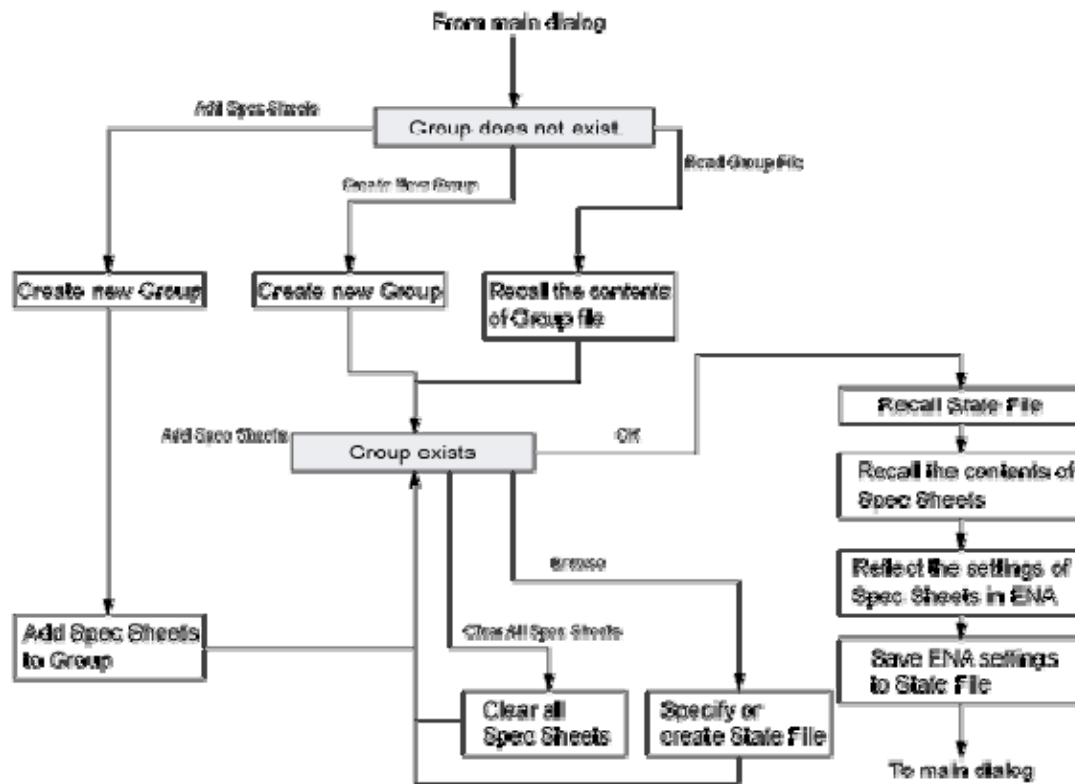 From main dialog
Add Spec Sheets
Group does not exist.
Read Group File
Create New Group
Create new Group
Create new Group
Recall the contents
of Group file
Recall State File
Add Spec Sheets
OK
Group exists
Recall the contents of
Spec Sheets
Browse
Reflect the settings of
Spec Sheets in ENA
Add Spec Sheets
to Group
Clear All Spec Sheets
Save ENA settings
to State File
Clear all
Spec Sheets
Specify or
create State File
To main dialog